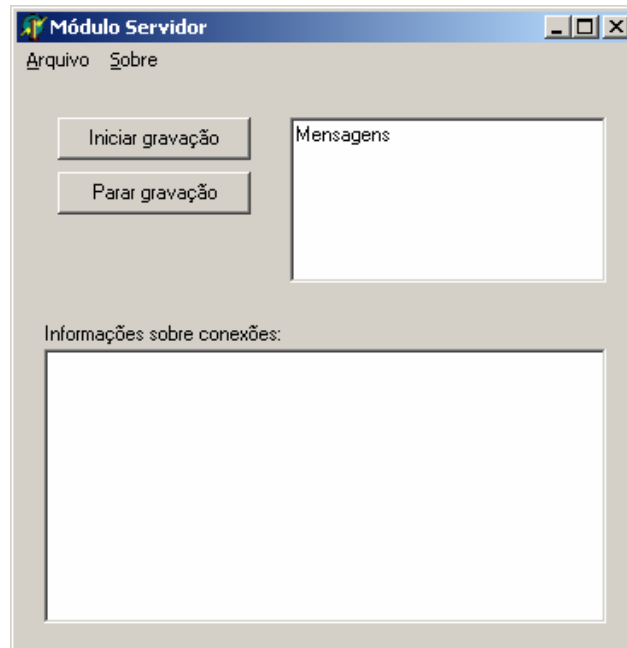 Módulo Servidor
Arquivo Sobre
Iniciar gravação
Mensagens
Parar gravação
Informações sobre conexões: